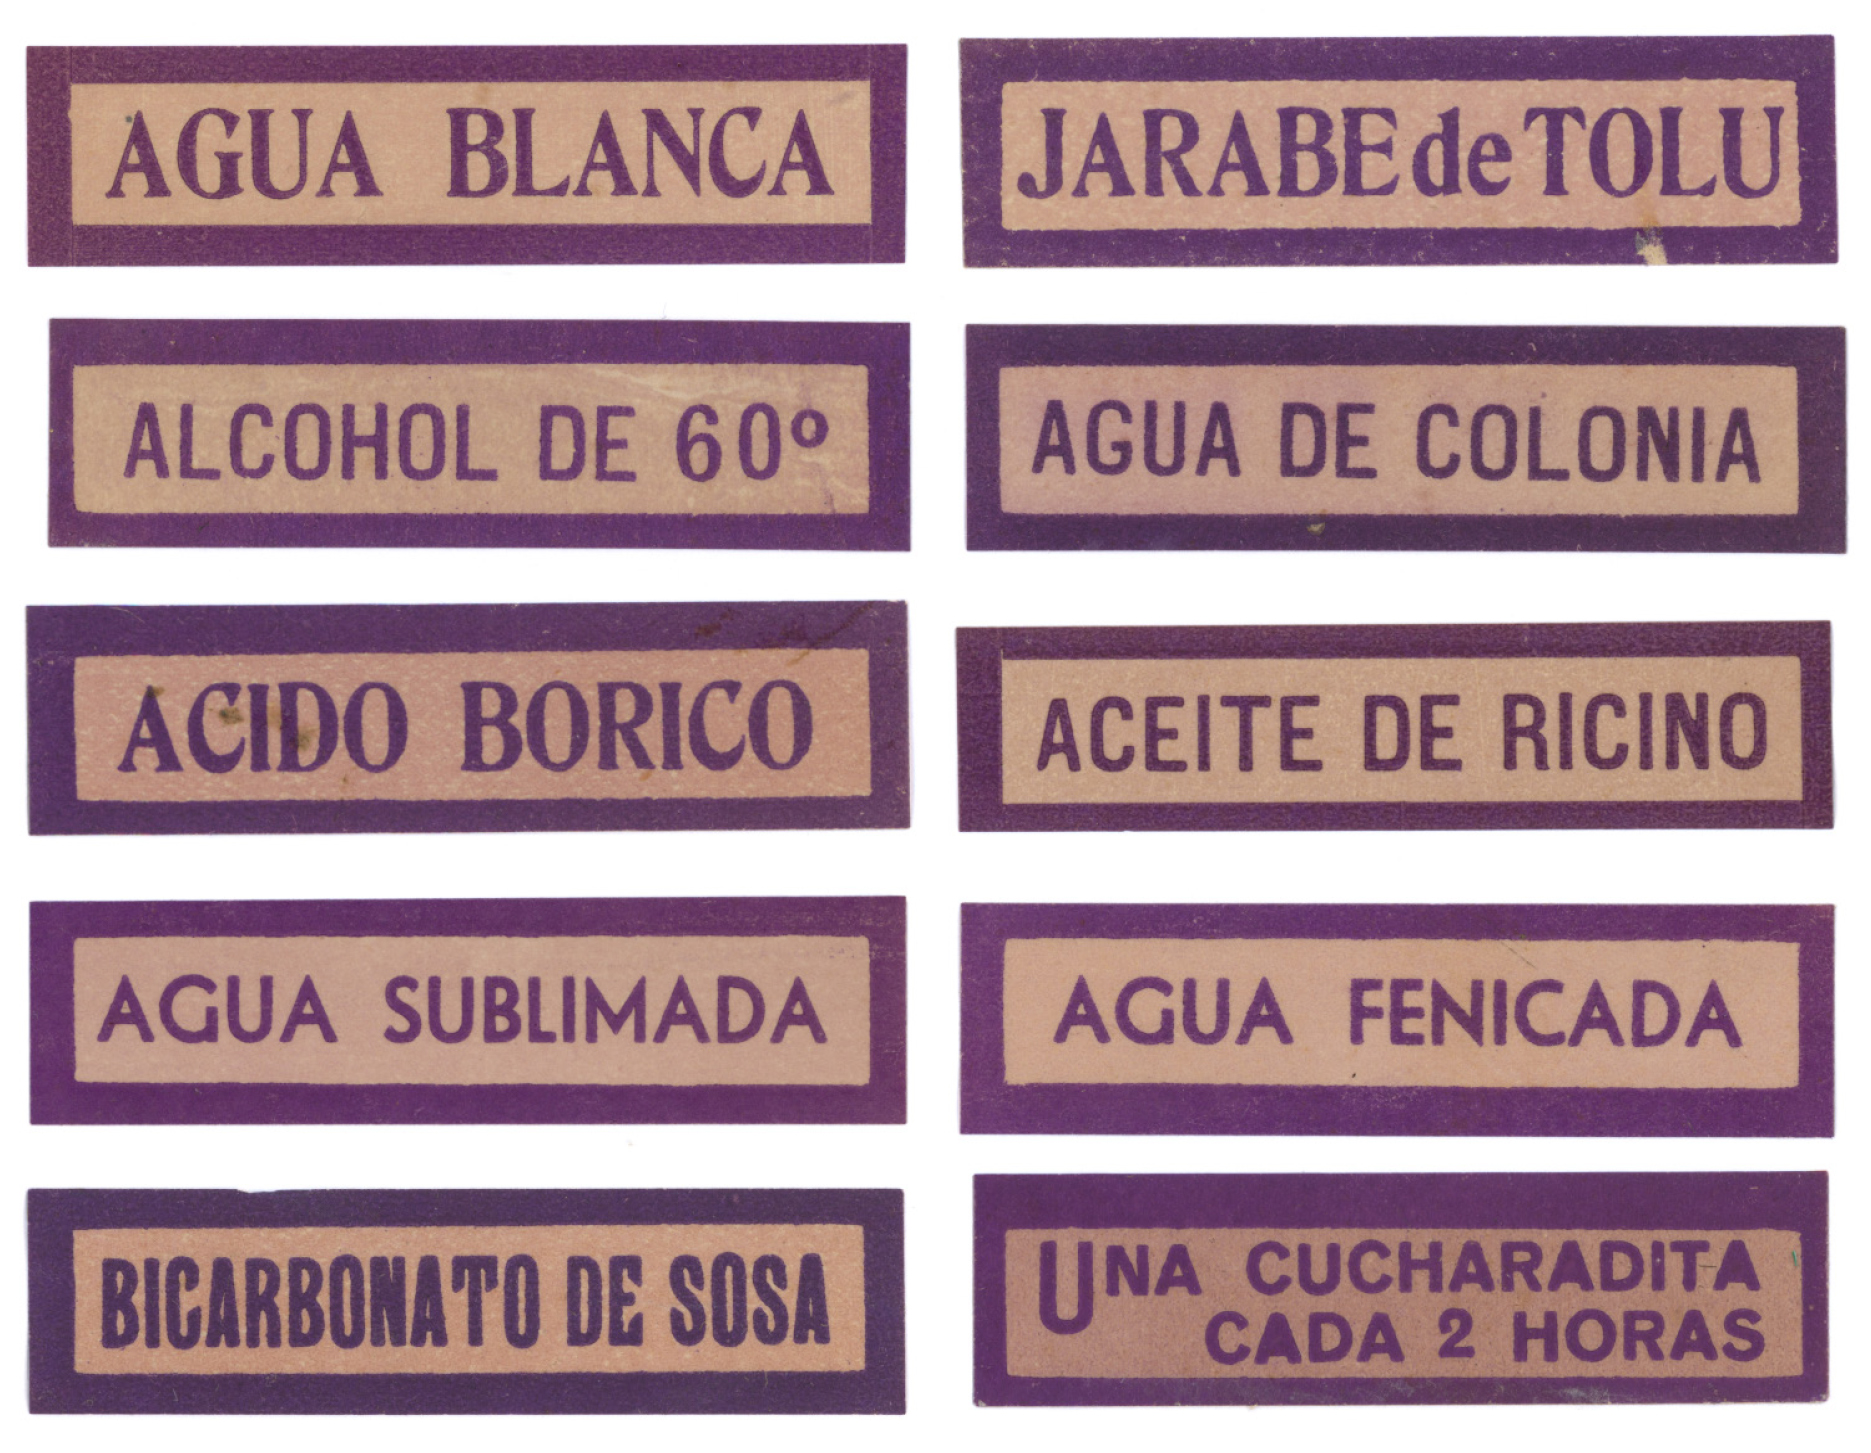 AGUA BLANCA
JARABE de TOLU
ALCOHOL DE 60º
AGUA DE COLONIA
ACIDO BORICO
ACEITE DE RICINO
AGUA SUBLIMADA
AGUA FENICADA
BICARBONATO DE SOSA
UNA CUCHARADITA
CADA 2 HORAS